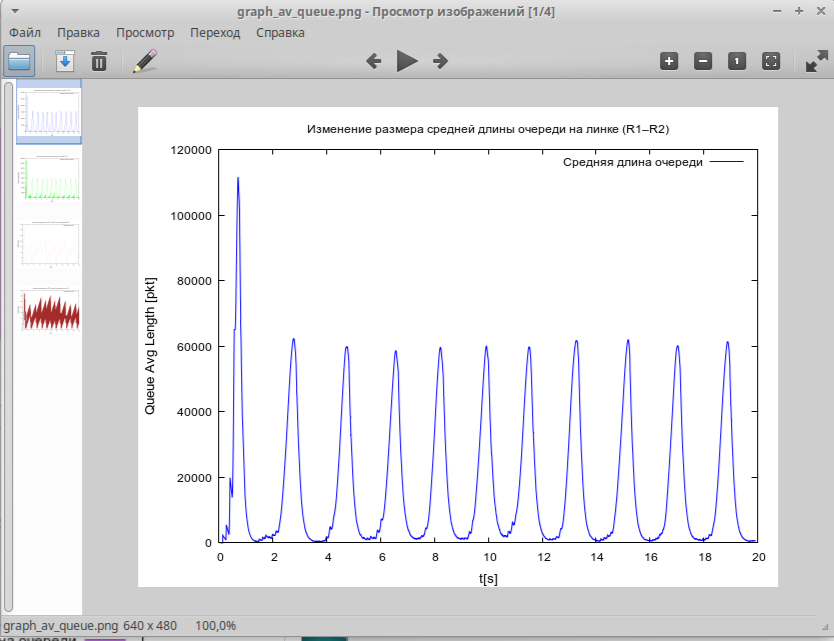 graph_av_queue.png - Просмотр изображений [1/4]
Файл Правка Просмотр Переход Справка
1
Изменение размера средней длины очереди на линке (R1–R2)
Средняя длина очереди
120000
100000
80000
60000
40000
20000
0
Queue Avg Length [pkt]
0 2 4 6 8 10 12 14 16 18 20
t[s]
graph_av_queue.png 640 x 480 100,0%